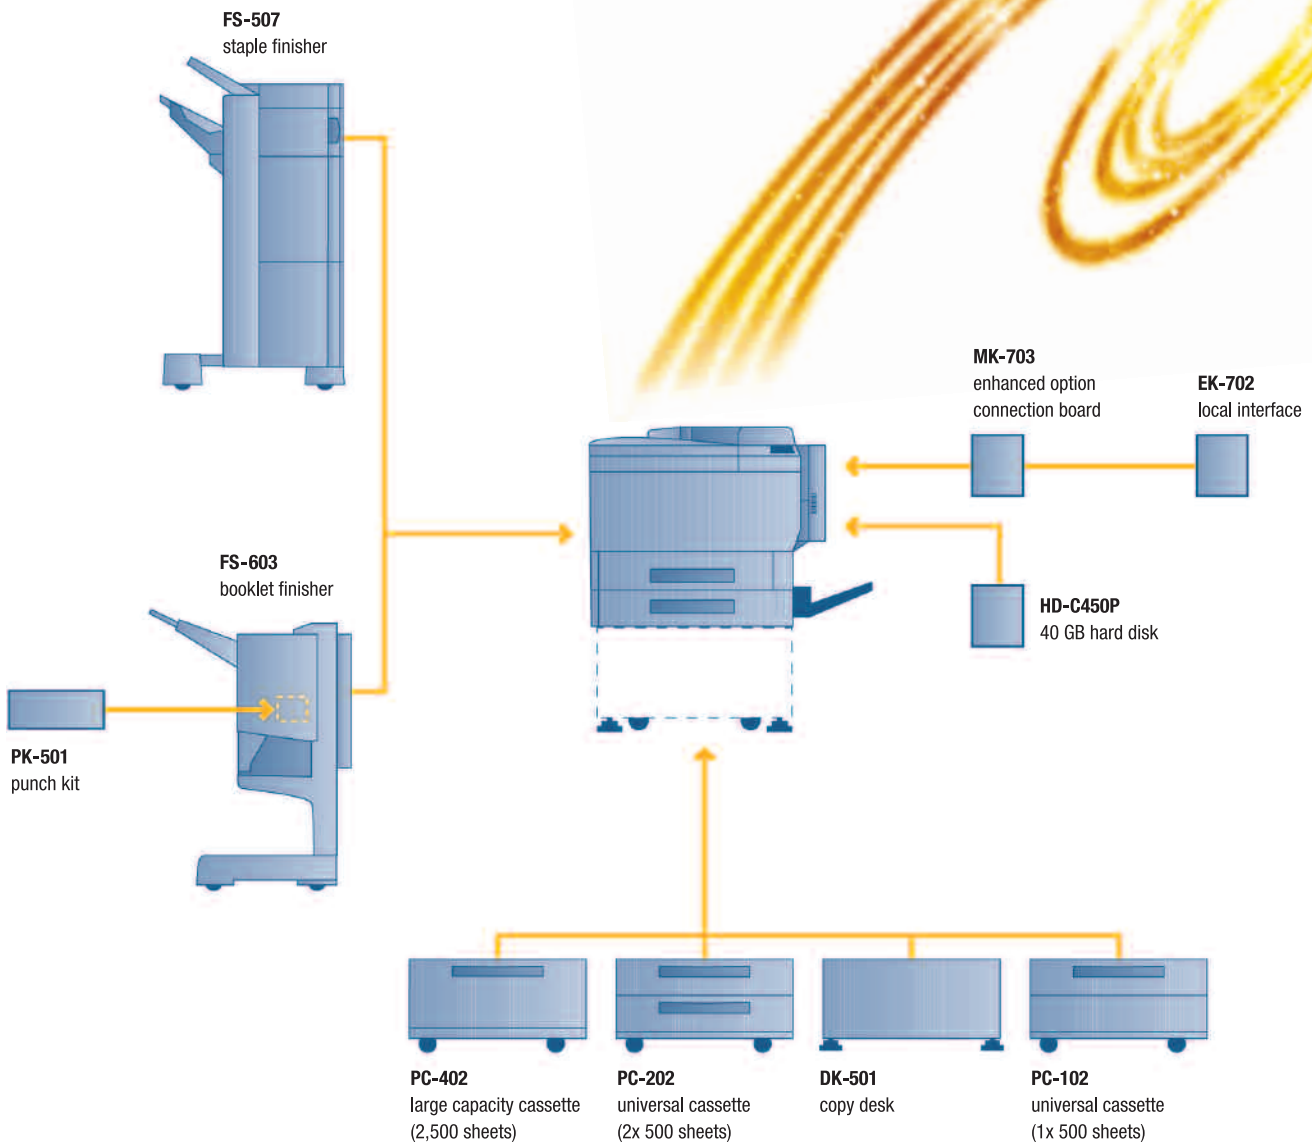 FS-507
staple finisher
MK-703
enhanced option
connection board
EK-702
local interface
FS-603
booklet finisher
HD-C450P
40 GB hard disk
PK-501
punch kit
PC-402
large capacity cassette
(2,500 sheets)
PC-202
universal cassette
(2x 500 sheets)
DK-501
copy desk
PC-102
universal cassette
(1x 500 sheets)